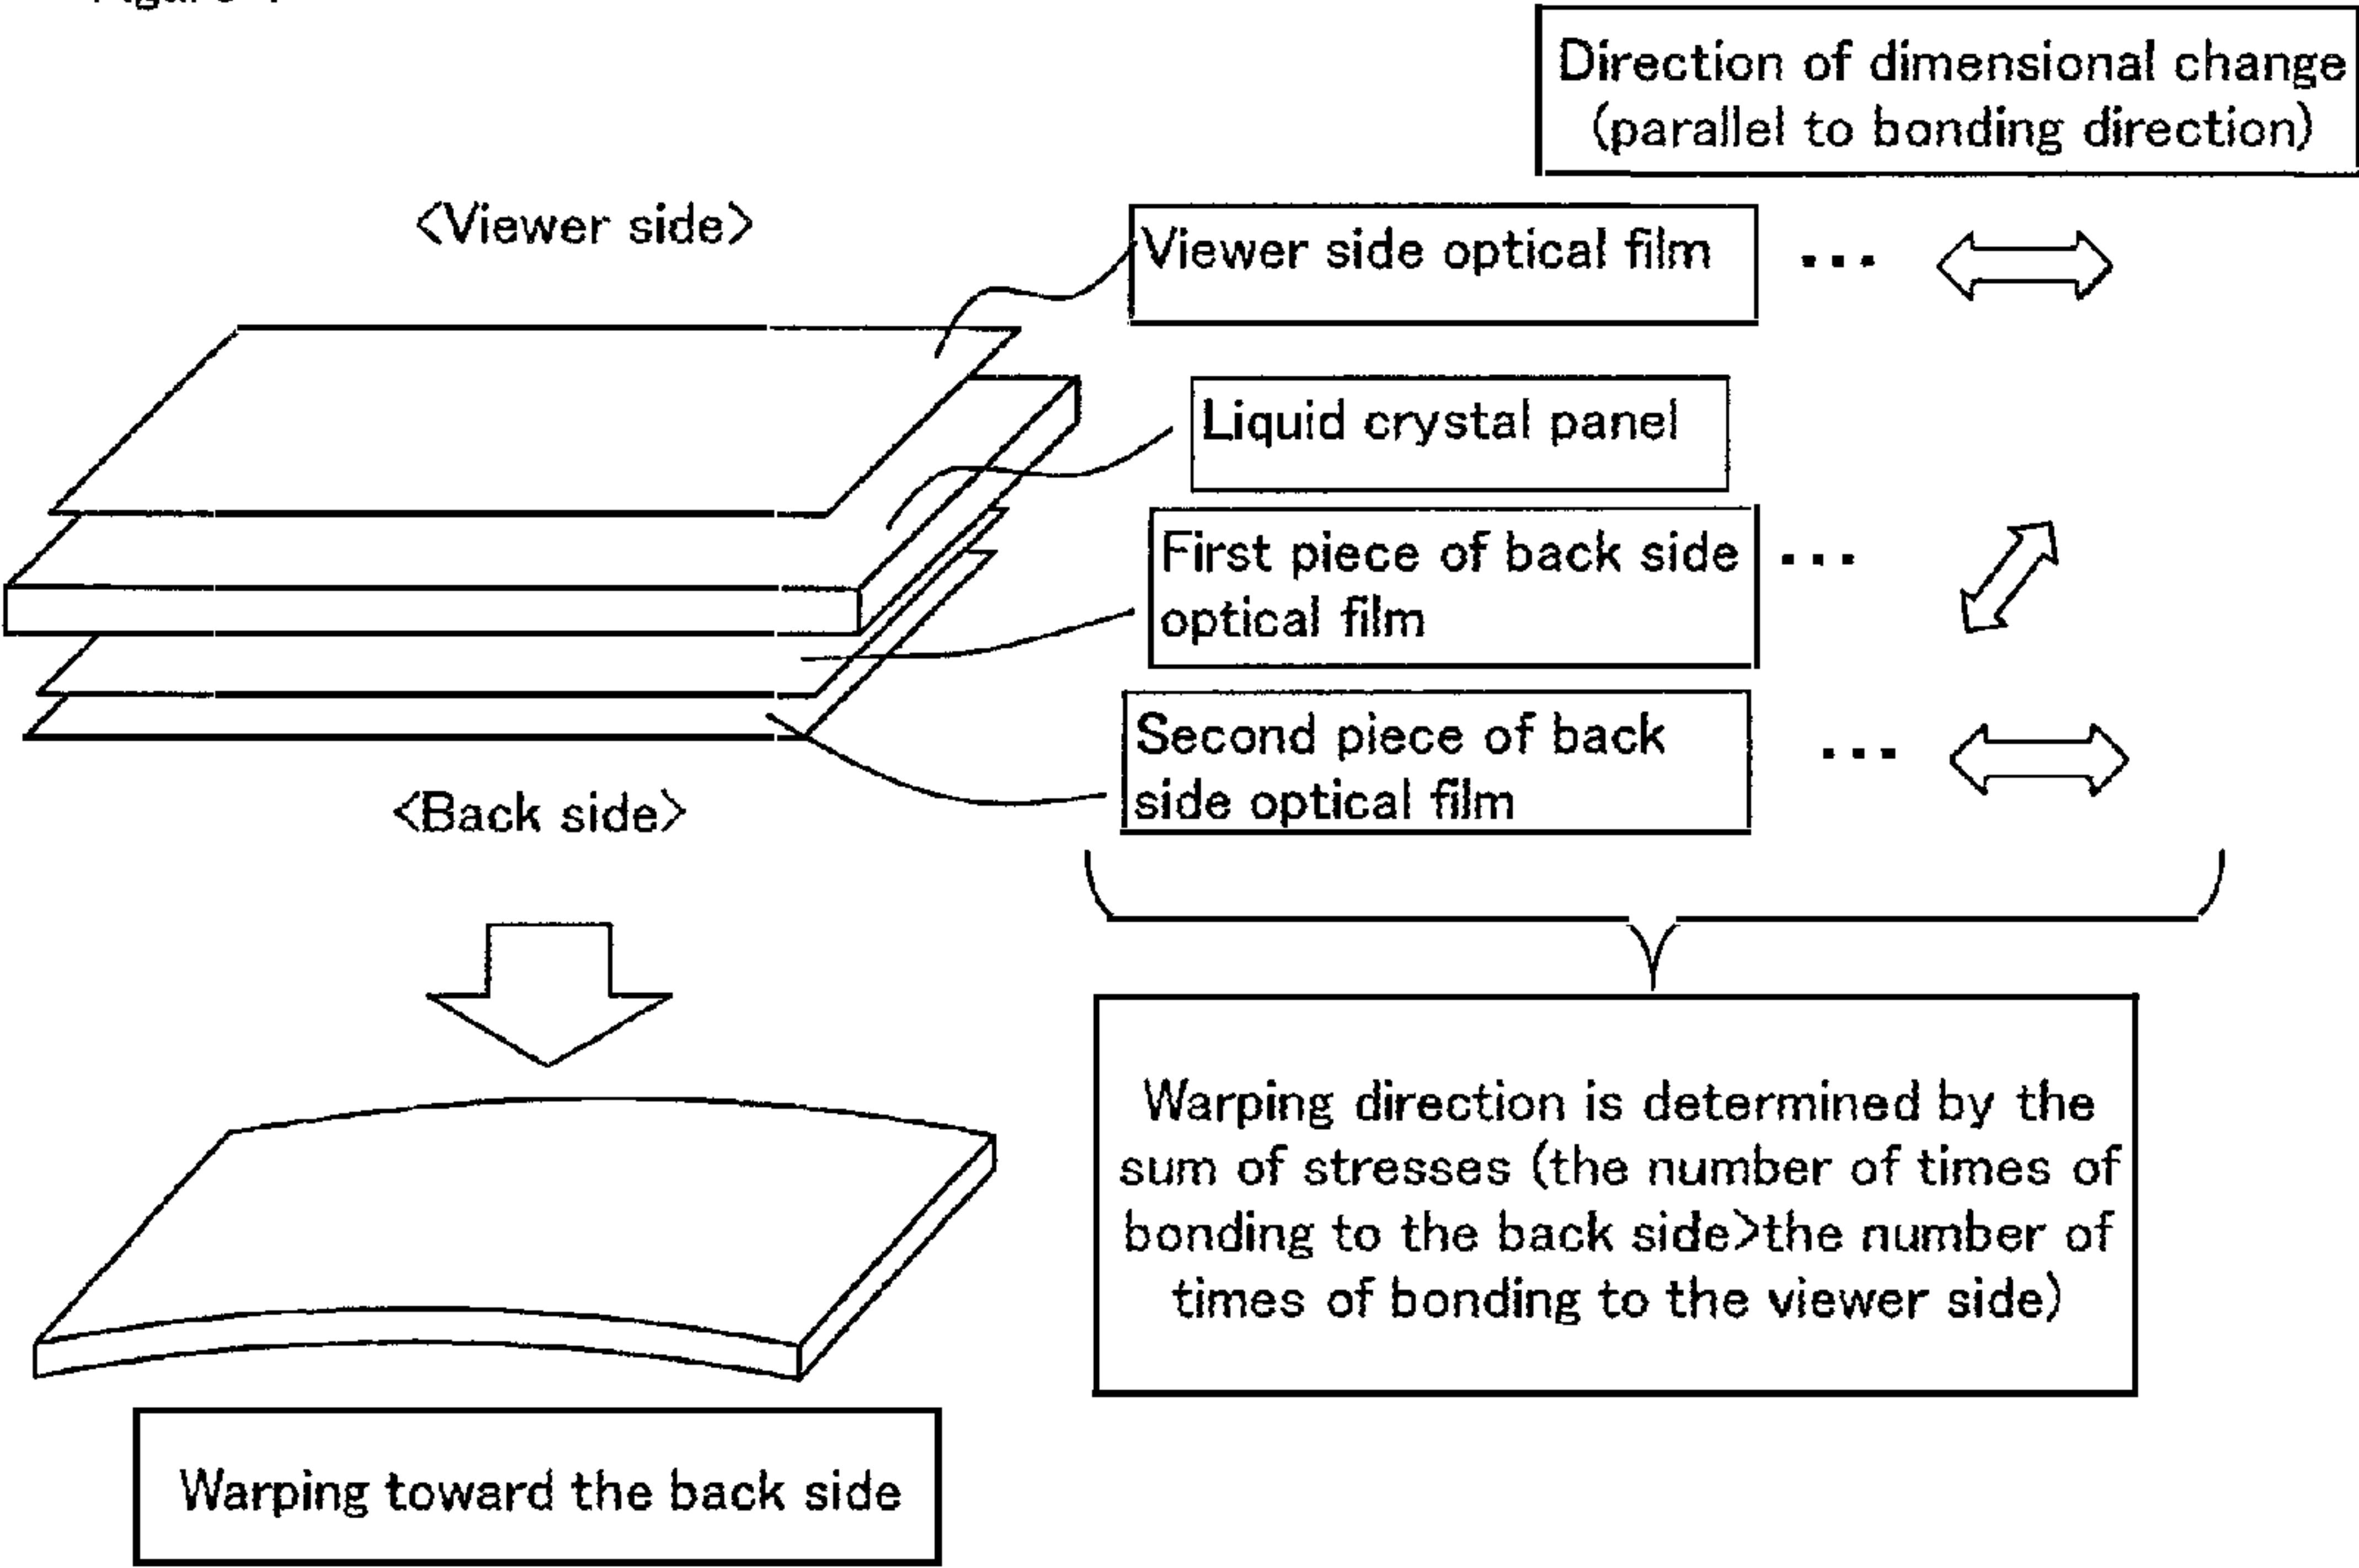 Direction of dimensional change
(parallel to bonding direction)
<Viewer side>
Viewer side optical film ...
Liquid crystal panel
First piece of back side ...
optical film
Second piece of back ...
side optical film
<Back side>
Warping direction is determined by the
sum of stresses (the number of times of
bonding to the back side>the number of
times of bonding to the viewer side)
Warping toward the back side